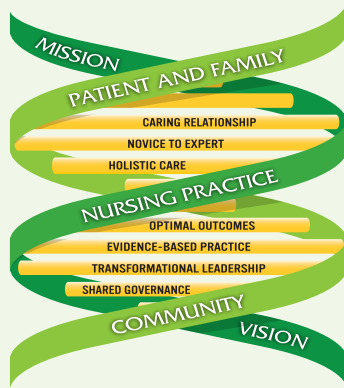 MISSION
PATIENT AND FAMILY
CARING RELATIONSHIP
NOVICE TO EXPERT
HOLISTIC CARE
NURSING PRACTICE
OPTIMAL OUTCOMES
EVIDENCE-BASED PRACTICE
TRANSFORMATIONAL LEADERSHIP
SHARED GOVERNANCE
COMMUNITY
VISION